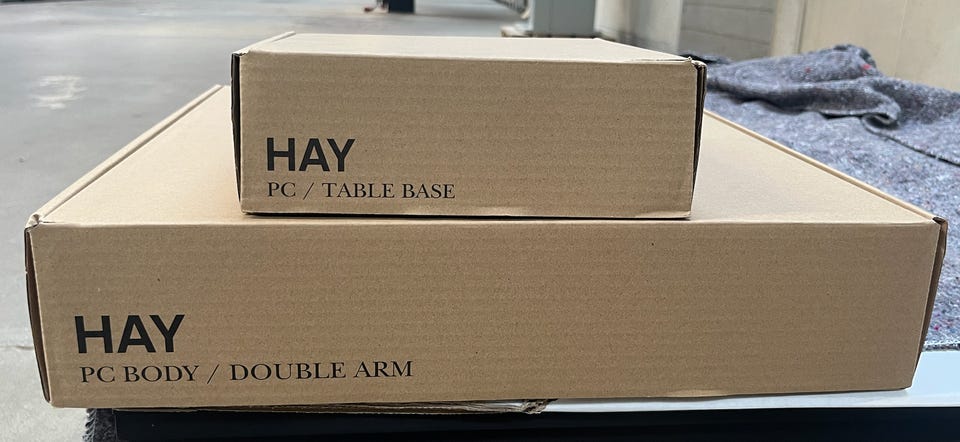 HAY
PC / TABLE BASE
HAY
PC BODY / DOUBLE ARM